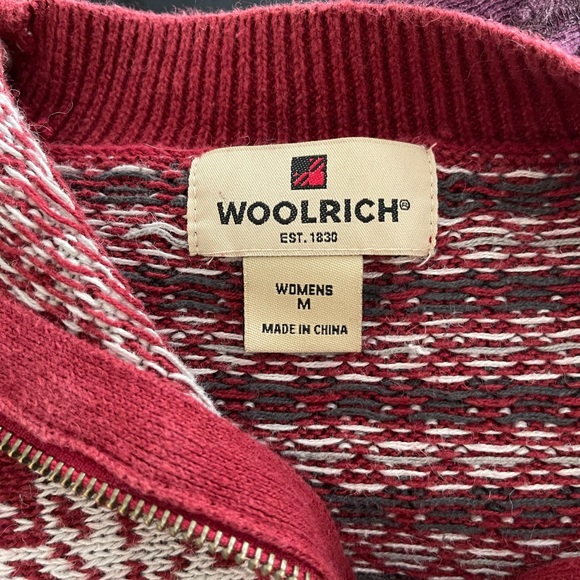 WOOLRICH®
EST. 1830
WOMENS
M
MADE IN CHINA